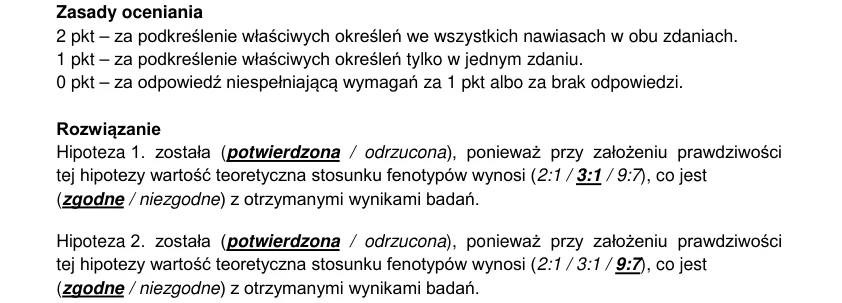 Zasady oceniania
2 pkt – za podkreślenie właściwych określeń we wszystkich nawiasach w obu zdaniach.
1 pkt – za podkreślenie właściwych określeń tylko w jednym zdaniu.
0 pkt – za odpowiedź niespełniającą wymagań za 1 pkt albo za brak odpowiedzi.
Rozwiązanie
Hipoteza 1. została (potwierdzona / odrzucona), ponieważ przy założeniu prawdziwości
tej hipotezy wartość teoretyczna stosunku fenotypów wynosi (2:1 / 3:1 / 9:7), co jest
(zgodne / niezgodne) z otrzymanymi wynikami badań.
Hipoteza 2. została (potwierdzona / odrzucona), ponieważ przy założeniu prawdziwości
tej hipotezy wartość teoretyczna stosunku fenotypów wynosi (2:1 / 3:1 / 9:7), co jest
(zgodne / niezgodne) z otrzymanymi wynikami badań.